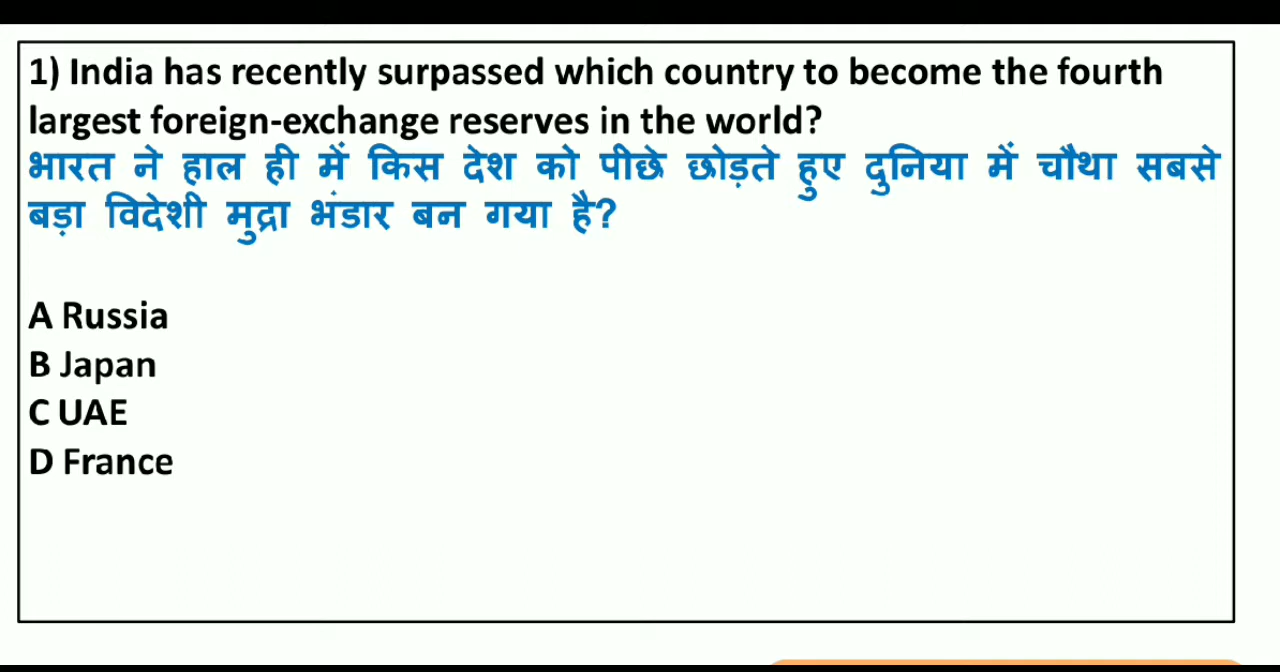 1) India has recently surpassed which country to become the fourth
largest foreign-exchange reserves in the world?
भारत ने हाल ही में किस देश को पीछे छोड़ते हुए दुनिया में चौथा सबसे
बड़ा विदेशी मुद्रा भंडार बन गया है?
A Russia
B Japan
C UAE
D France